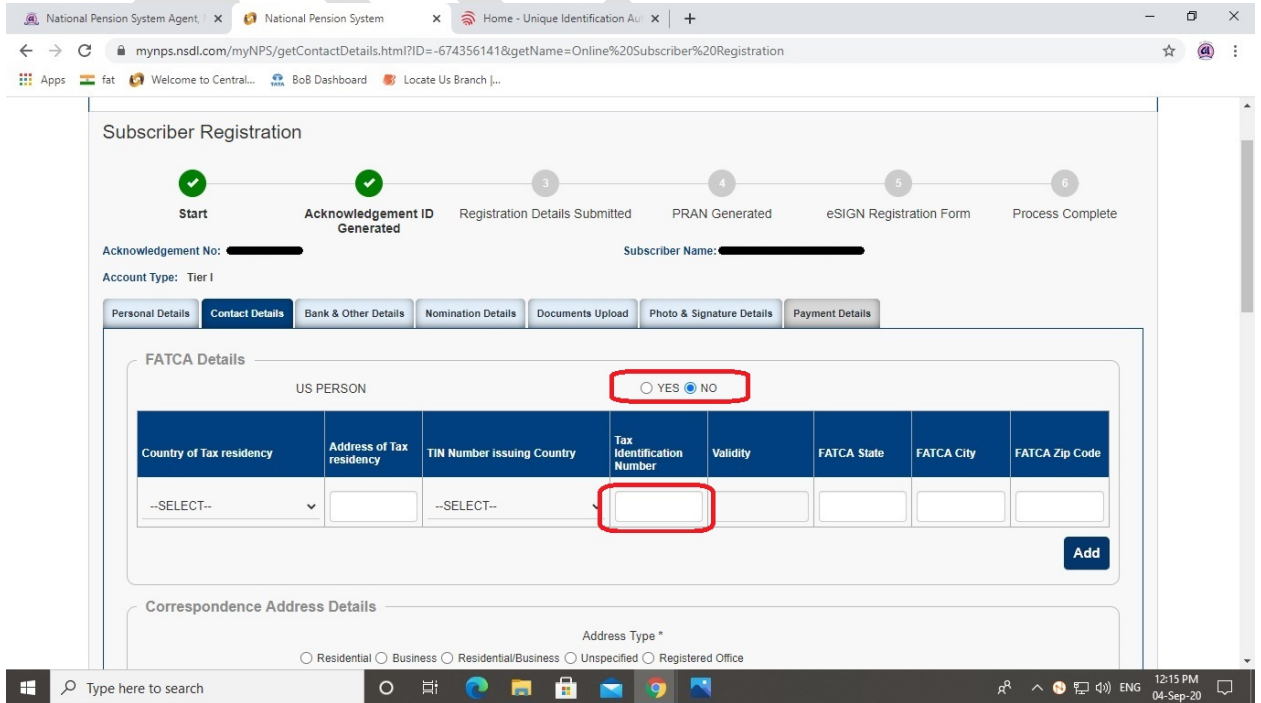 National Pension System Agent,
National Pension System
Home - Unique Identification Au
mynps.nsdl.com/myNPS/getContactDetails.html?ID=-674356141&getName=Online%20Subscriber%20Registration
Apps fat Welcome to Central... BoB Dashboard Locate Us Branch |...
Subscriber Registration
3 4 5 6
Start Acknowledgement ID Generated Registration Details Submitted PRAN Generated eSIGN Registration Form Process Complete
Acknowledgement No: Subscriber Name:
Account Type: Tier I
Personal Details Contact Details Bank & Other Details Nomination Details Documents Upload Photo & Signature Details Payment Details
FATCA Details
US PERSON YES NO
Country of Tax residency Address of Tax residency TIN Number issuing Country Tax Identification Number Validity FATCA State FATCA City FATCA Zip Code
--SELECT-- --SELECT--
Add
Correspondence Address Details
Address Type *
Residential Business Residential/Business Unspecified Registered Office
Type here to search
ENG
12:15 PM
04-Sep-20